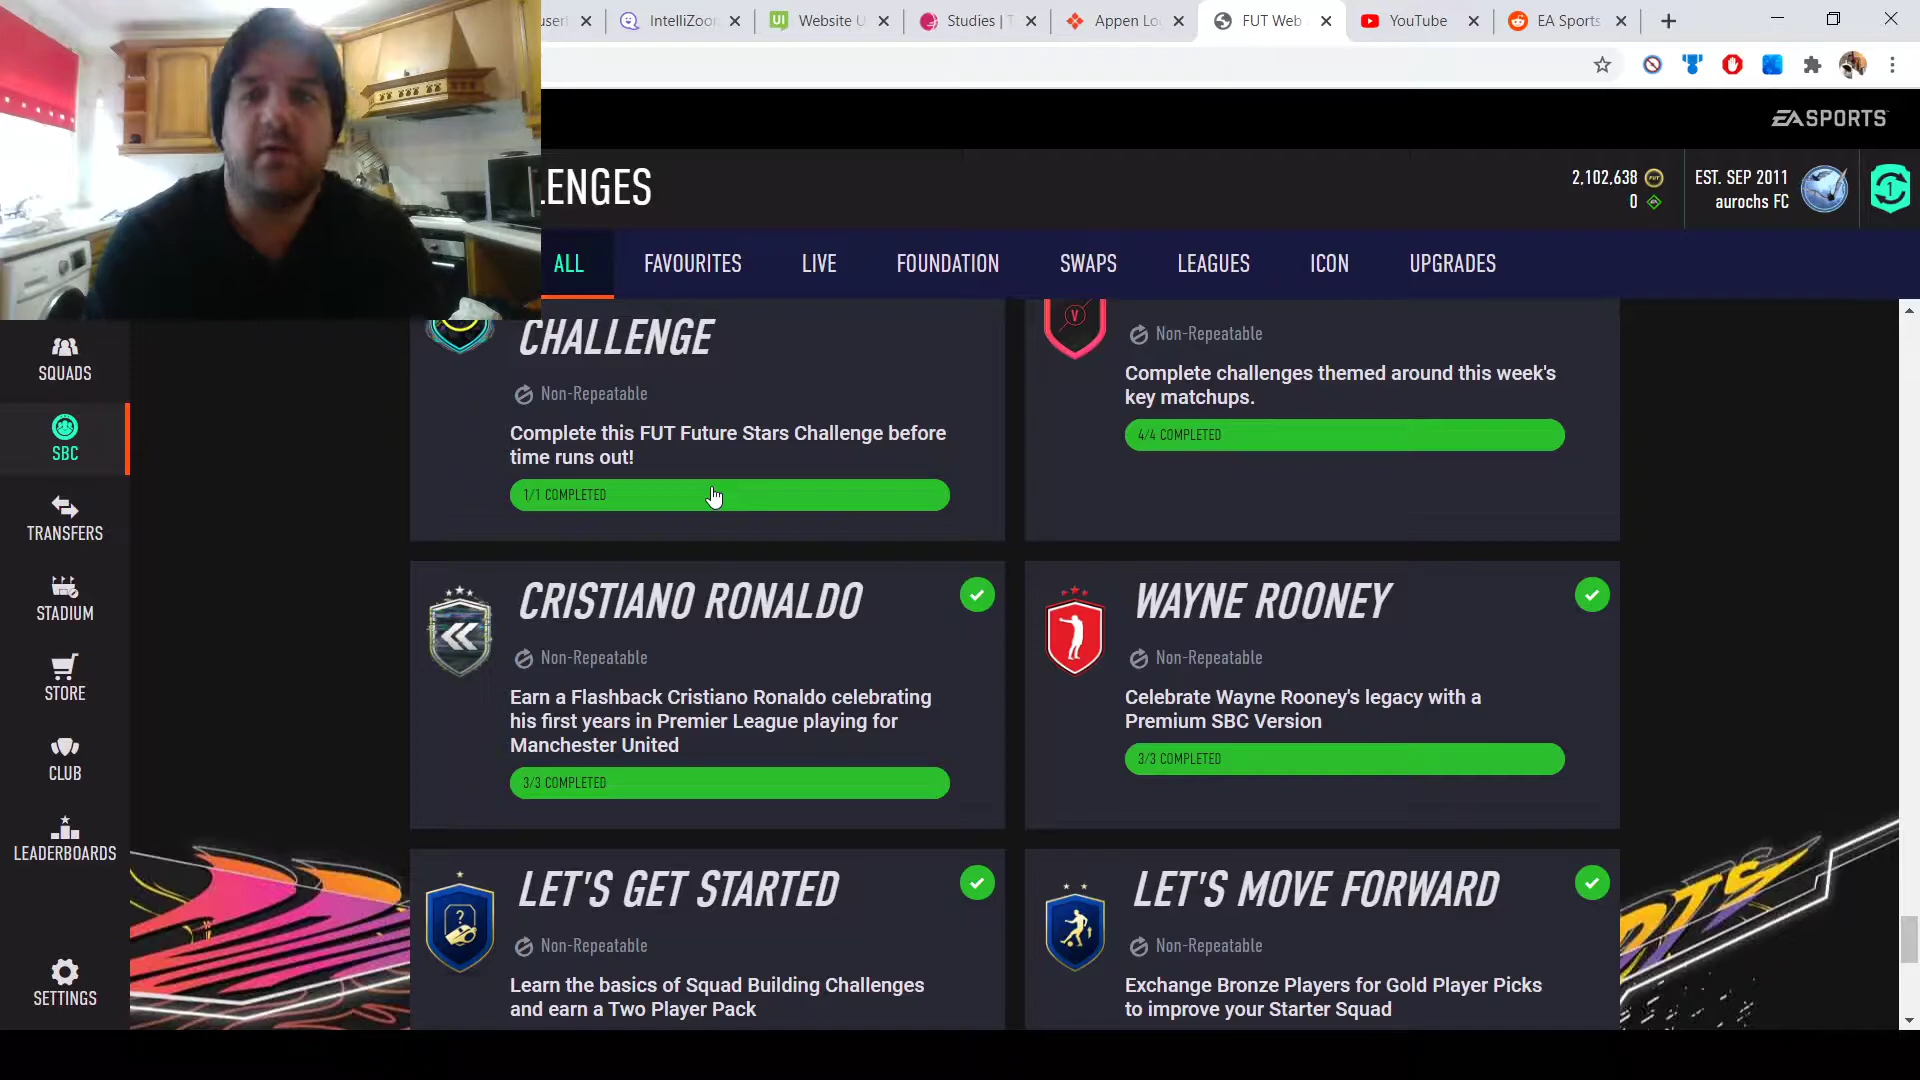 IntelliZoo
Website U
Studies | T
Appen Lo
FUT Web
YouTube
EA Sports
EA SPORTS
LENGES
2,102,638
0
EST. SEP 2011
aurochs FC
1
ALL
FAVOURITES
LIVE
FOUNDATION
SWAPS
LEAGUES
ICON
UPGRADES
SQUADS
SBC
TRANSFERS
STADIUM
STORE
CLUB
LEADERBOARDS
SETTINGS
CHALLENGE
Non-Repeatable
Complete this FUT Future Stars Challenge before
time runs out!
1/1 COMPLETED
V
Non-Repeatable
Complete challenges themed around this week's
key matchups.
4/4 COMPLETED
CRISTIANO RONALDO
Non-Repeatable
Earn a Flashback Cristiano Ronaldo celebrating
his first years in Premier League playing for
Manchester United
3/3 COMPLETED
WAYNE ROONEY
Non-Repeatable
Celebrate Wayne Rooney's legacy with a
Premium SBC Version
3/3 COMPLETED
LET'S GET STARTED
Non-Repeatable
Learn the basics of Squad Building Challenges
and earn a Two Player Pack
LET'S MOVE FORWARD
Non-Repeatable
Exchange Bronze Players for Gold Player Picks
to improve your Starter Squad